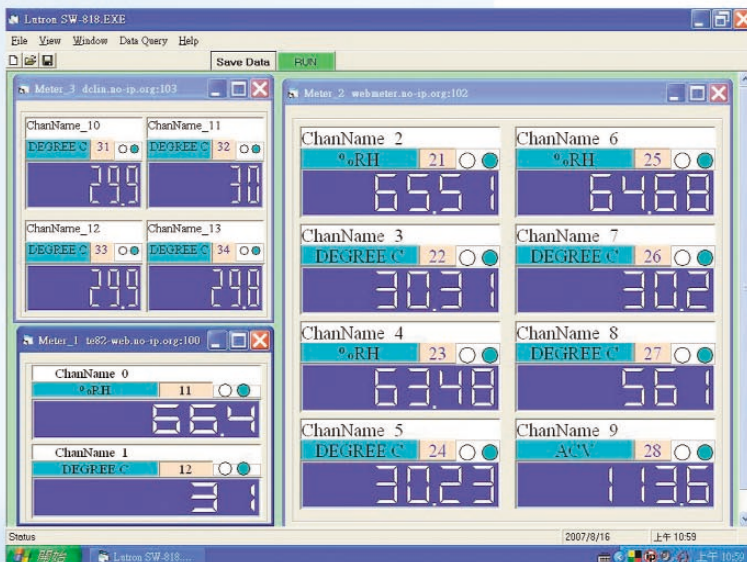 Lutron SW-818.EXE
File View Window Data Query Help
Save Data RUN
Meter_3 dclin.no-ip.org:103
ChanName_10 ChanName_11
DEGREE C 31 DEGREE C 32
29.9 30
ChanName_12 ChanName_13
DEGREE C 33 DEGREE C 34
29.9 29.8
Meter_1 te82-web.no-ip.org:100
ChanName 0
%RH 11
66.4
ChanName 1
DEGREE C 12
31
Meter_2 webmeter.no-ip.org:102
ChanName 2 ChanName 6
%RH 21 %RH 25
65.51 64.68
ChanName 3 ChanName 7
DEGREE C 22 DEGREE C 26
30.31 30.2
ChanName 4 ChanName 8
%RH 23 DEGREE C 27
63.48 561
ChanName 5 ChanName 9
DEGREE C 24 ACV 28
30.23 113.6
Status 2007/8/16 上午 10:59
開始 Lutron SW-818.... 上午 10:59